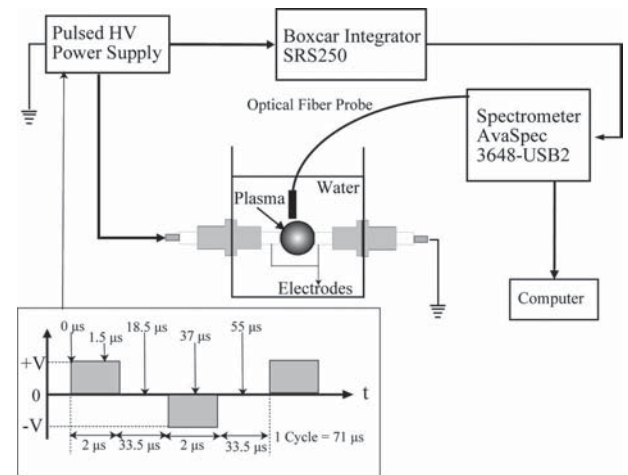 Pulsed HV
Power Supply
Boxcar Integrator
SRS250
Optical Fiber Probe
Spectrometer
AvaSpec
3648-USB2
Water
Plasma
Electrodes
Computer
0 μs
1.5 μs
18.5 μs
37 μs
55 μs
+V
0
t
-V
2 μs
33.5 μs
2 μs
33.5 μs
1 Cycle = 71 μs